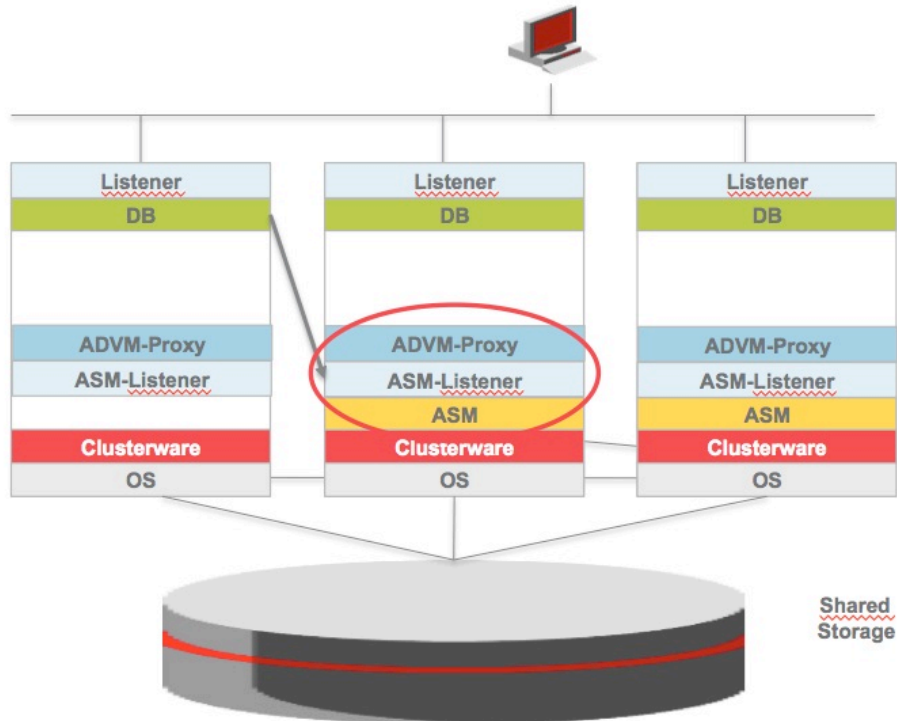 Listener
DB
ADVM-Proxy
ASM-Listener
Clusterware
OS
Listener
DB
ADVM-Proxy
ASM-Listener
ASM
Clusterware
OS
Listener
DB
ADVM-Proxy
ASM-Listener
ASM
Clusterware
OS
Shared
Storage